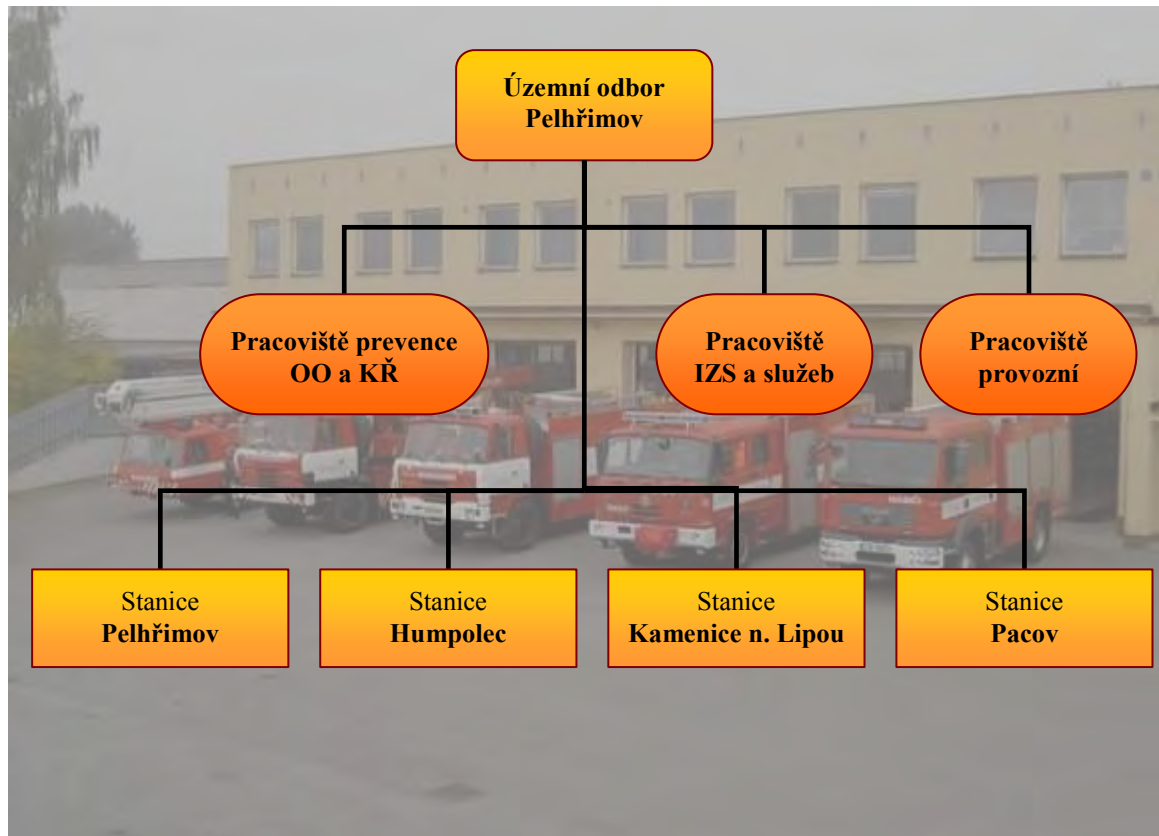 Územní odbor
Pelhřimov
Pracoviště prevence
OO a KŘ
Pracoviště
IZS a služeb
Pracoviště
provozní
Stanice
Pelhřimov
Stanice
Humpolec
Stanice
Kamenice n. Lipou
Stanice
Pacov